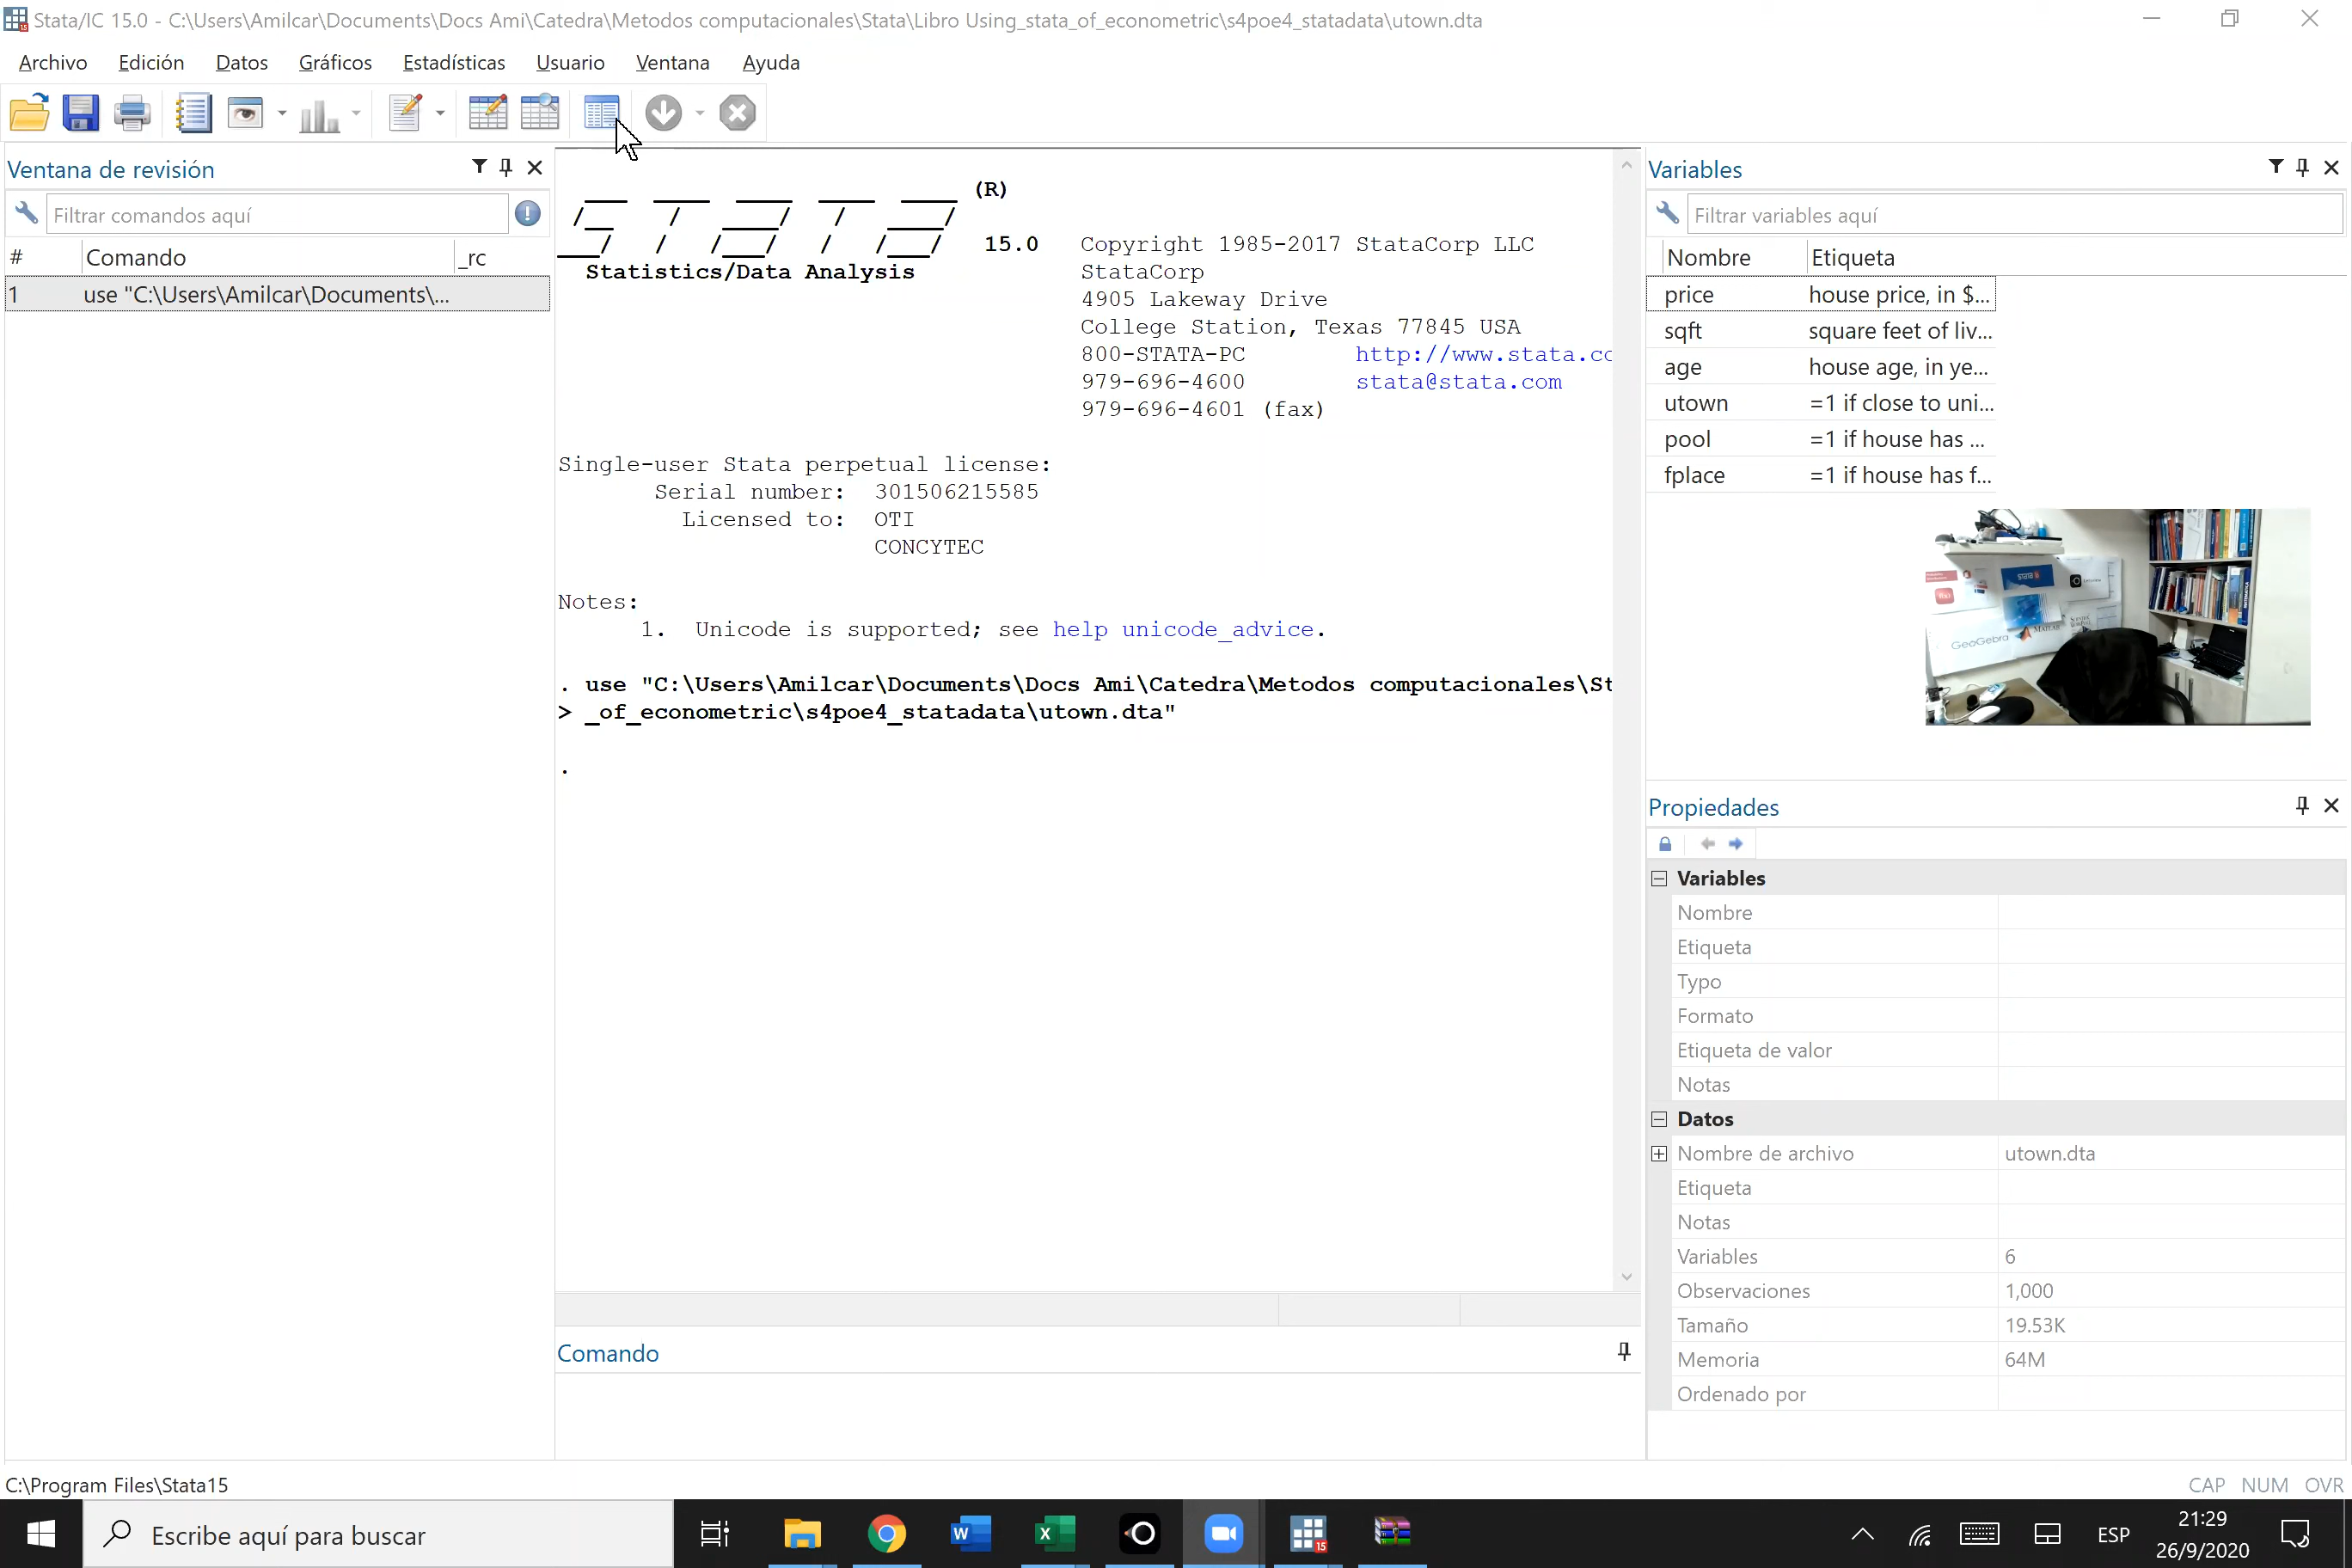 Stata/IC 15.0 - C:\Users\Amilcar\Documents\Docs Ami\Catedra\Metodos computacionales\Stata\Libro Using_stata_of_econometric\s4poe4_statadata\utown.dta
Archivo Edición Datos Gráficos Estadísticas Usuario Ventana Ayuda
Ventana de revisión
Filtrar comandos aquí
# Comando _rc
1 use "C:\Users\Amilcar\Documents\...
(R)
15.0 Copyright 1985-2017 StataCorp LLC
Statistics/Data Analysis StataCorp
4905 Lakeway Drive
College Station, Texas 77845 USA
800-STATA-PC http://www.stata.co
979-696-4600 stata@stata.com
979-696-4601 (fax)
Single-user Stata perpetual license:
Serial number: 301506215585
Licensed to: OTI
CONCYTEC
Notes:
1. Unicode is supported; see help unicode_advice.
. use "C:\Users\Amilcar\Documents\Docs Ami\Catedra\Metodos computacionales\St
> _of_econometric\s4poe4_statadata\utown.dta"
.
Comando
Variables
Filtrar variables aquí
Nombre Etiqueta
price house price, in $...
sqft square feet of liv...
age house age, in ye...
utown =1 if close to uni...
pool =1 if house has ...
fplace =1 if house has f...
GeoGebra
Propiedades
Variables
Nombre
Etiqueta
Typo
Formato
Etiqueta de valor
Notas
Datos
Nombre de archivo utown.dta
Etiqueta
Notas
Variables 6
Observaciones 1,000
Tamaño 19.53K
Memoria 64M
Ordenado por
C:\Program Files\Stata15
CAP NUM OVR
Escribe aquí para buscar
ESP
21:29
26/9/2020